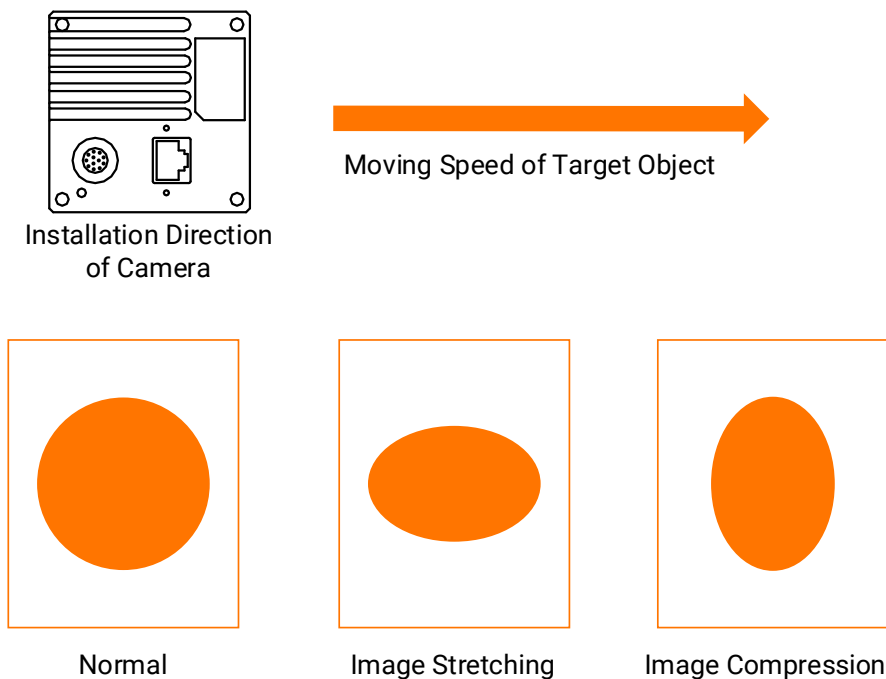 Moving Speed of Target Object
Installation Direction
of Camera
Normal
Image Stretching
Image Compression